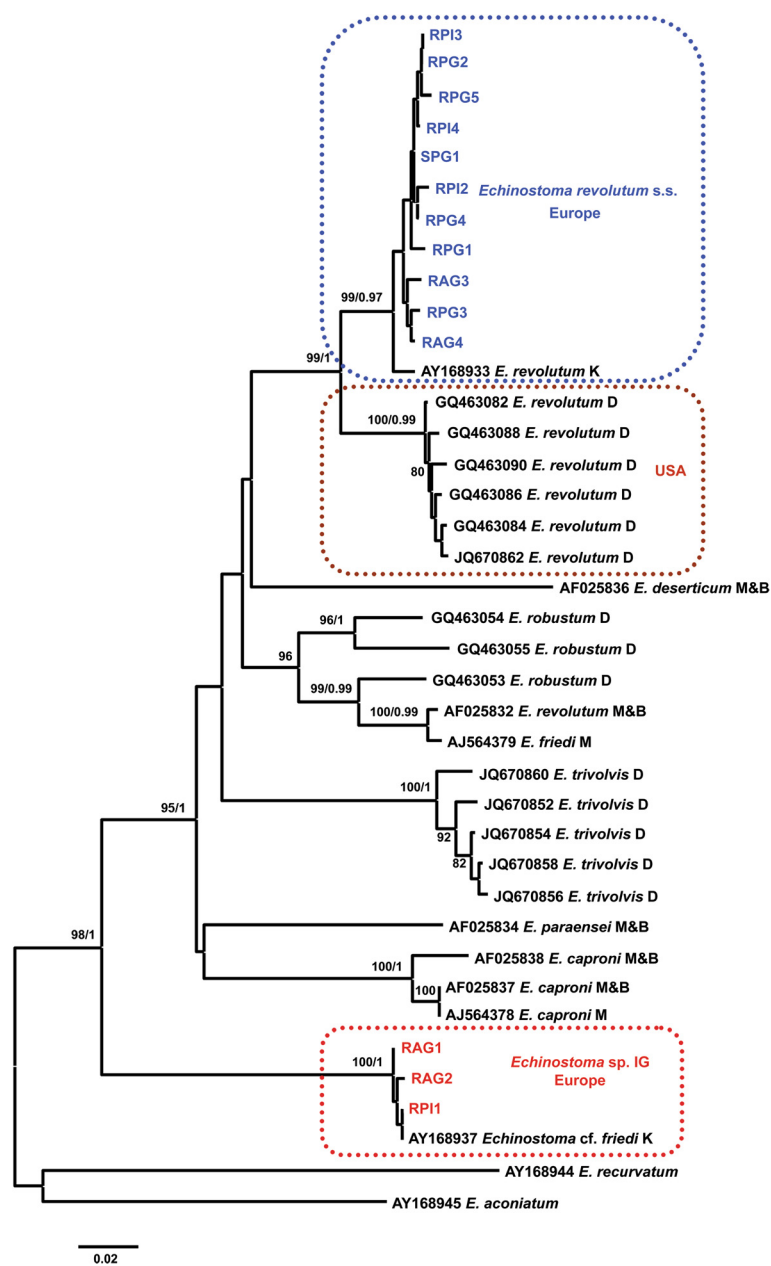 RPI3
RPG2
RPG5
RPI4
SPG1
RPI2
Echinostoma revolutum s.s.
Europe
RPG4
RPG1
RAG3
99/0.97
RPG3
RAG4
99/1
AY168933 E. revolutum K
GQ463082 E. revolutum D
100/0.99
GQ463088 E. revolutum D
GQ463090 E. revolutum D
USA
80
GQ463086 E. revolutum D
GQ463084 E. revolutum D
JQ670862 E. revolutum D
AF025836 E. deserticum M&B
GQ463054 E. robustum D
96/1
GQ463055 E. robustum D
96
GQ463053 E. robustum D
99/0.99
AF025832 E. revolutum M&B
100/0.99
AJ564379 E. friedi M
JQ670860 E. trivolvis D
100/1
JQ670852 E. trivolvis D
95/1
JQ670854 E. trivolvis D
92
JQ670858 E. trivolvis D
82
JQ670856 E. trivolvis D
AF025834 E. paraensei M&B
98/1
AF025838 E. caproni M&B
100/1
AF025837 E. caproni M&B
100
AJ564378 E. caproni M
RAG1
100/1
Echinostoma sp. IG
Europe
RAG2
RPI1
AY168937 Echinostoma cf. friedi K
AY168944 E. recurvatum
AY168945 E. aconiatum
0.02